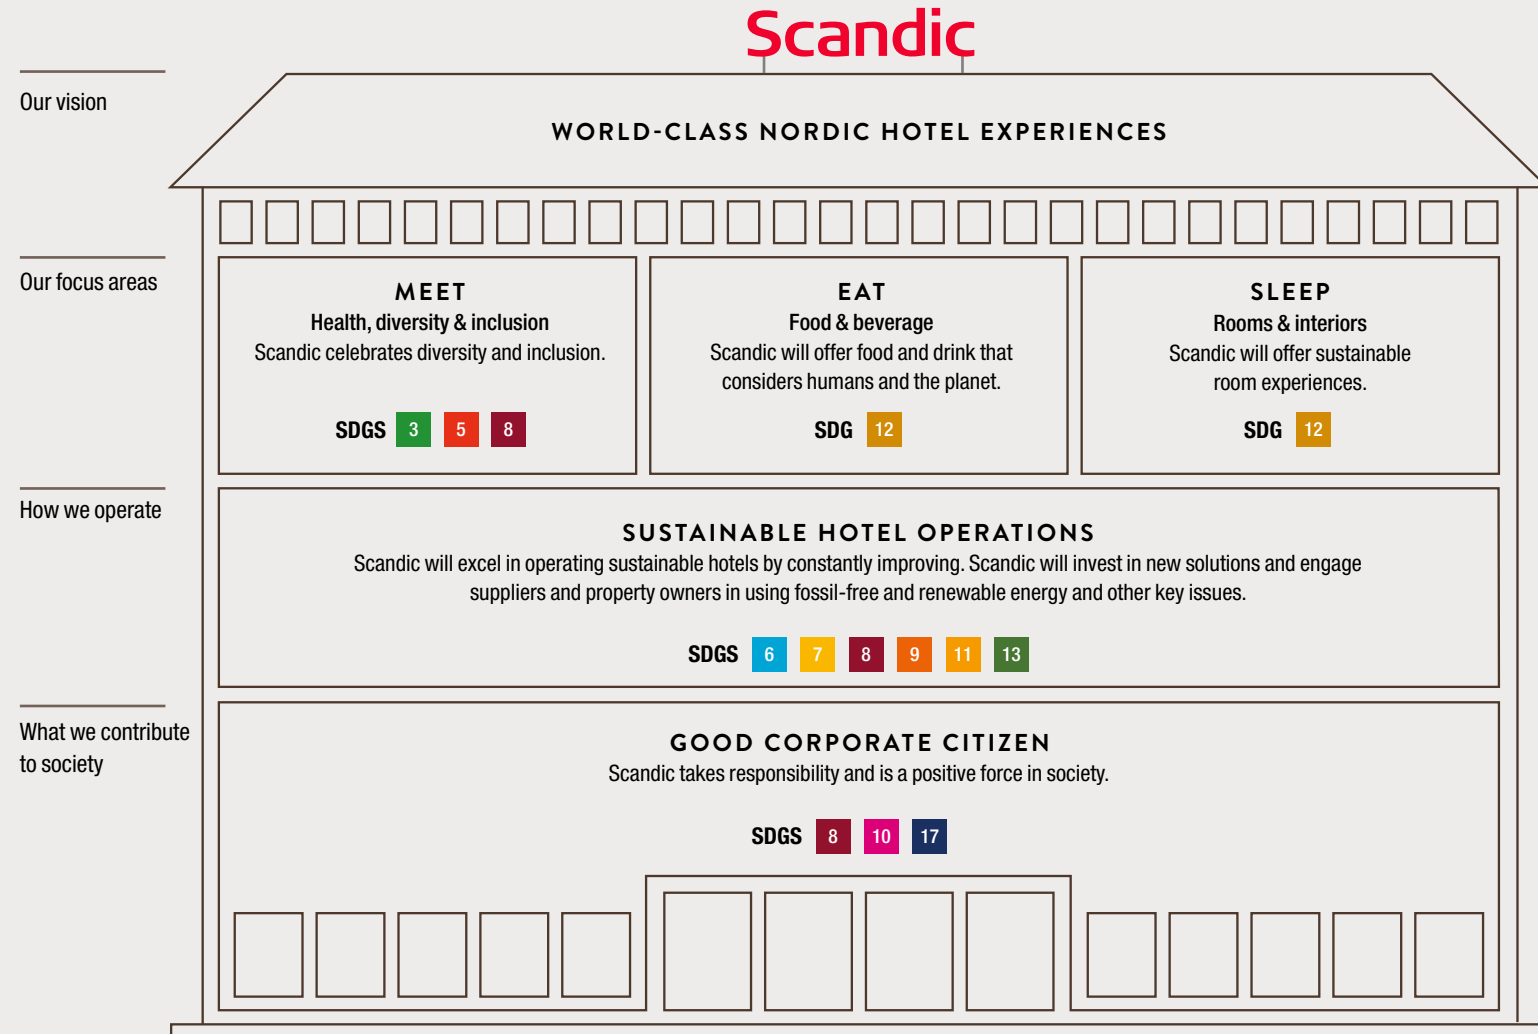 Scandic
Our vision
WORLD-CLASS NORDIC HOTEL EXPERIENCES
Our focus areas
MEET
Health, diversity & inclusion
Scandic celebrates diversity and inclusion.
SDGS 3 5 8
EAT
Food & beverage
Scandic will offer food and drink that
considers humans and the planet.
SDG 12
SLEEP
Rooms & interiors
Scandic will offer sustainable
room experiences.
SDG 12
How we operate
SUSTAINABLE HOTEL OPERATIONS
Scandic will excel in operating sustainable hotels by constantly improving. Scandic will invest in new solutions and engage
suppliers and property owners in using fossil-free and renewable energy and other key issues.
SDGS 6 7 8 9 11 13
What we contribute
to society
GOOD CORPORATE CITIZEN
Scandic takes responsibility and is a positive force in society.
SDGS 8 10 17